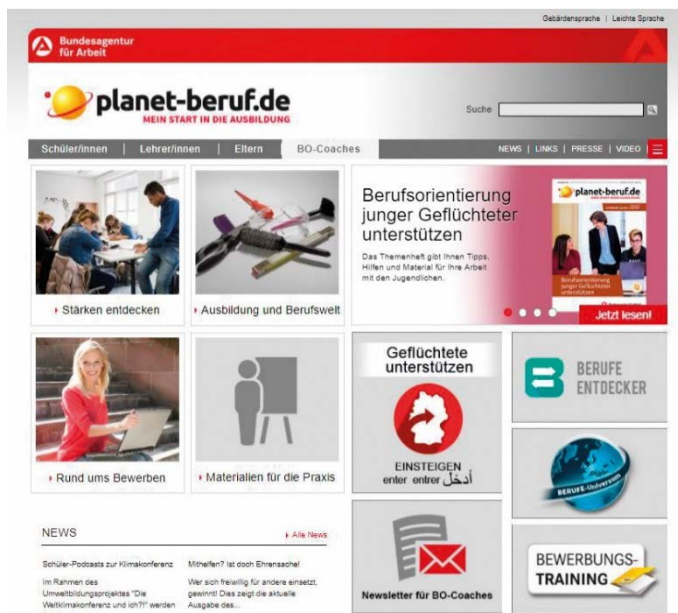 Gebärdensprache | Leichte Sprache
Bundesagentur
für Arbeit
planet-beruf.de
MEIN START IN DIE AUSBILDUNG
Suche
Schüler/innen | Lehrer/innen | Eltern BO-Coaches
NEWS | LINKS | PRESSE | VIDEO
Stärken entdecken
Ausbildung und Berufswelt
Berufsorientierung
junger Geflüchteter
unterstützen
Das Themenheft gibt Ihnen Tipps,
Hilfen und Material für Ihre Arbeit
mit den Jugendlichen.
planet-beruf.de
Berufsorientierung
junger Geflüchteter
unterstützen
Jetzt lesen!
Rund ums Bewerben
Materialien für die Praxis
Geflüchtete
unterstützen
EINSTEIGEN
enter entrer أدخل
BERUFE
ENTDECKER
BERUFE-Universum
NEWS
Alle News
Schüler-Podcasts zur Klimakonferenz
Im Rahmen des
Umweltbildungsprojektes "Die
Weltklimakonferenz und ich?!" werden
Mithelfen? Ist doch Ehrensache!
Wer sich freiwillig für andere einsetzt,
gewinnt! Dies zeigt die aktuelle
Ausgabe des...
Newsletter für BO-Coaches
BEWERBUNGS-
TRAINING